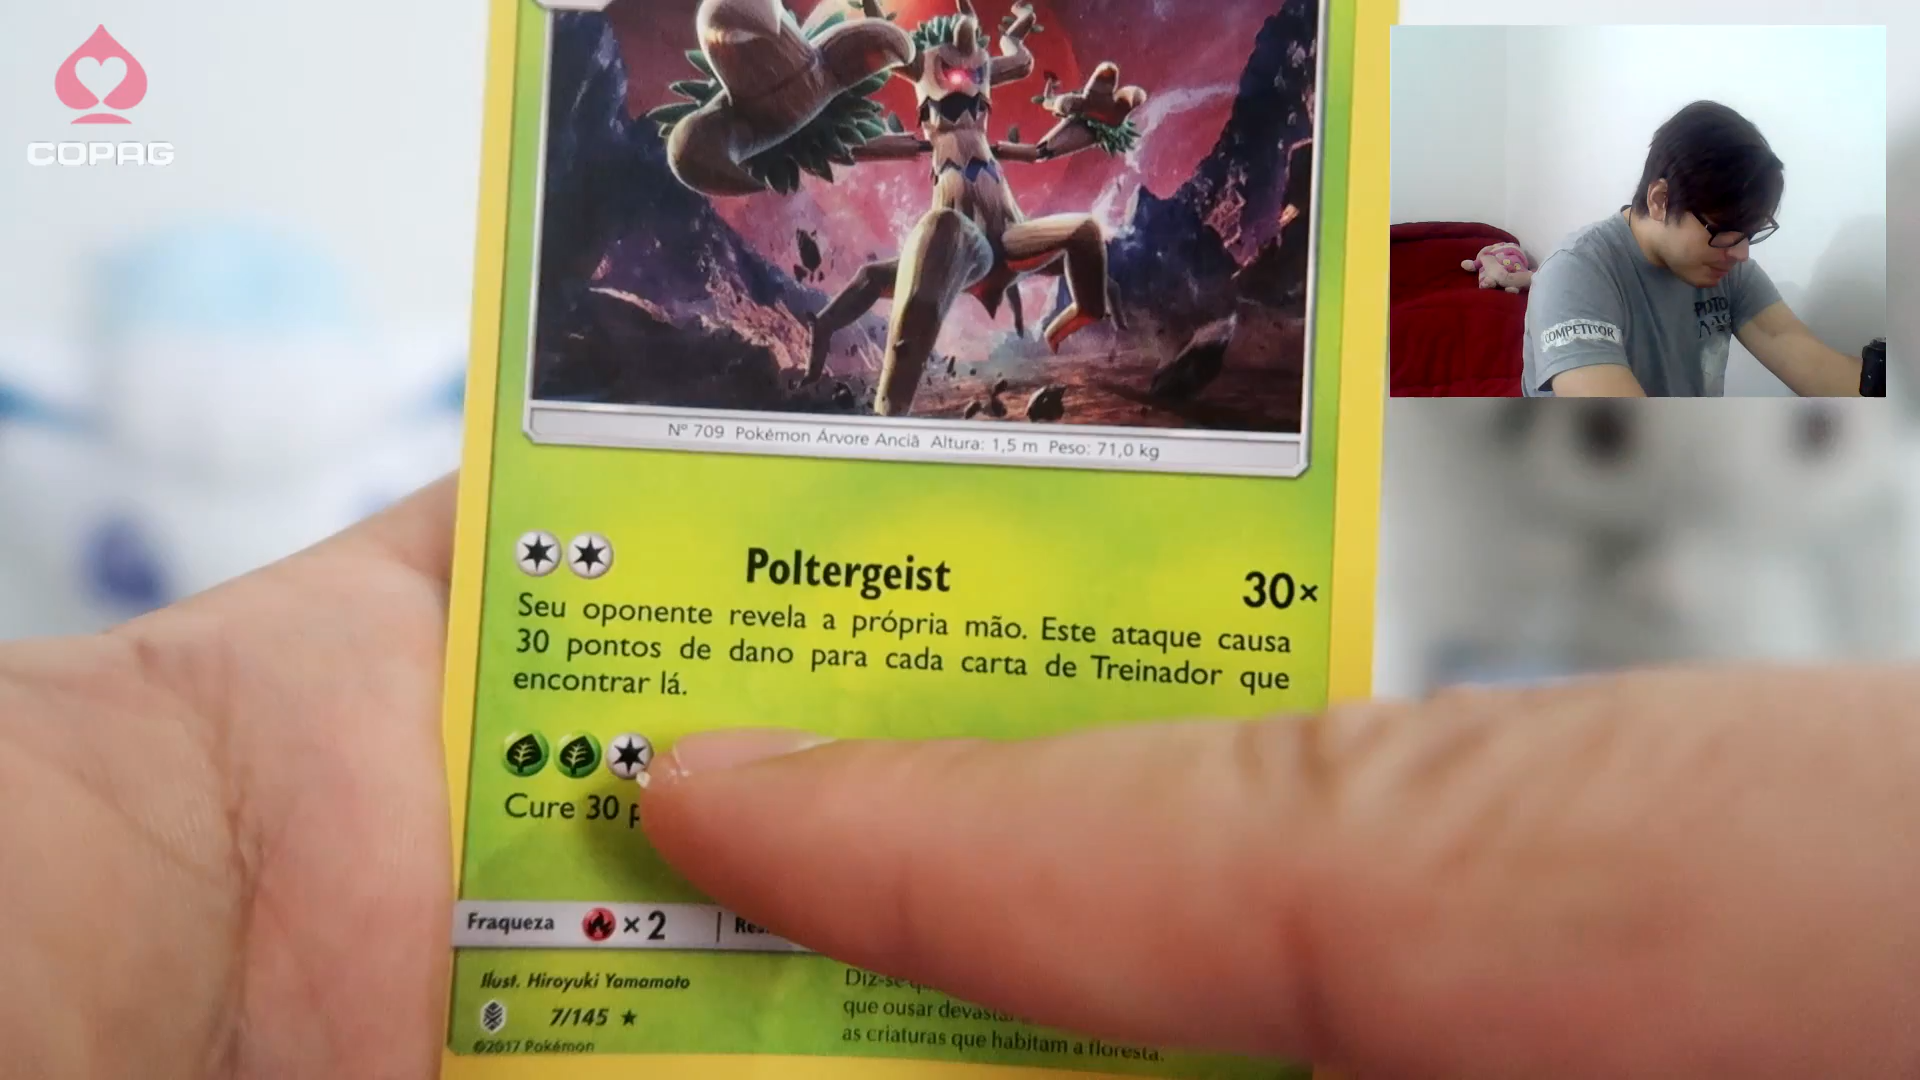 COPAG
COMPETITOR
Nº 709 Pokémon Árvore Anciã Altura: 1,5 m Peso: 71,0 kg
Poltergeist 30×
Seu oponente revela a própria mão. Este ataque causa
30 pontos de dano para cada carta de Treinador que
encontrar lá.
Cure 30
Fraqueza × 2
Ilust. Hiroyuki Yamamoto
7/145 ★
©2017 Pokémon
que ousar
as criaturas que habitam a floresta.